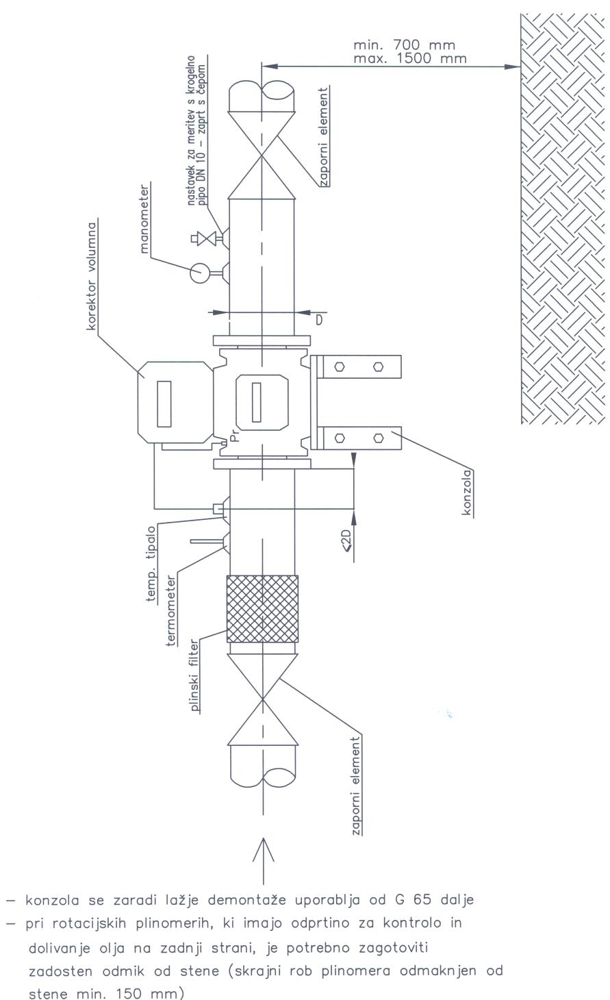 min. 700 mm
max. 1500 mm
nastavek za meritev s krogelno
pipo DN 10 – zaprt s čepom
zaporni element
manometer
korektor volumna
D
Pr
konzola
<2D
temp. tipalo
termometer
plinski filter
zaporni element
– konzola se zaradi lažje demontaže uporablja od G 65 dalje
– pri rotacijskih plinomerih, ki imajo odprtino za kontrolo in
dolivanje olja na zadnji strani, je potrebno zagotoviti
zadosten odmik od stene (skrajni rob plinomera odmaknjen od
stene min. 150 mm)